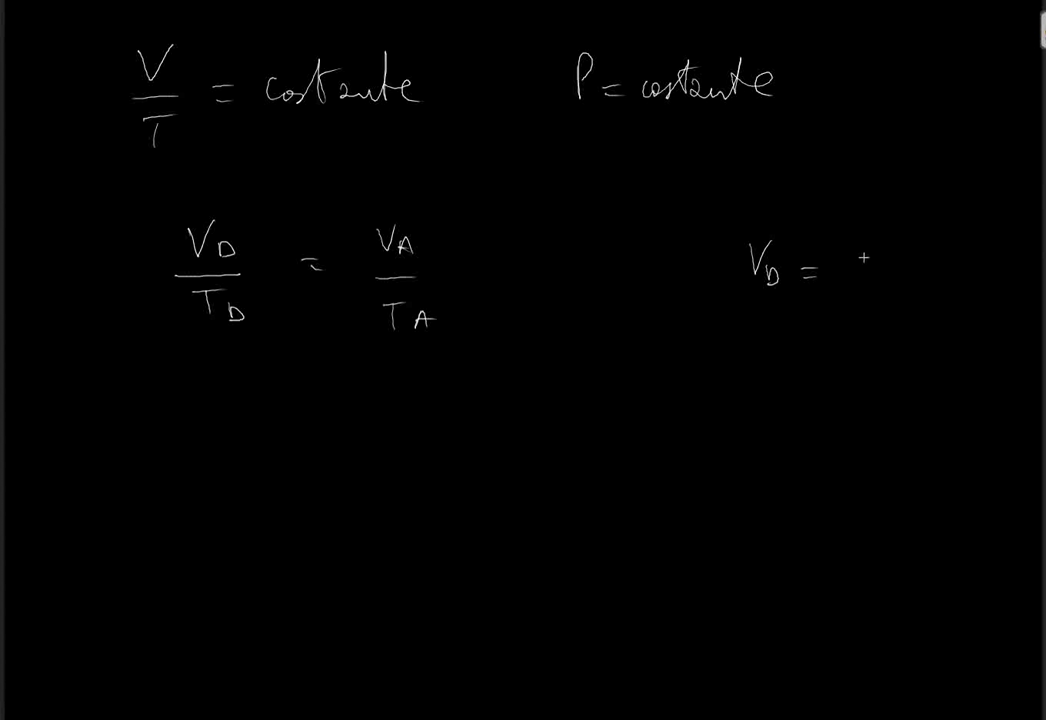 V/T = costante P = costante
V_D/T_D = V_A/T_A V_D =